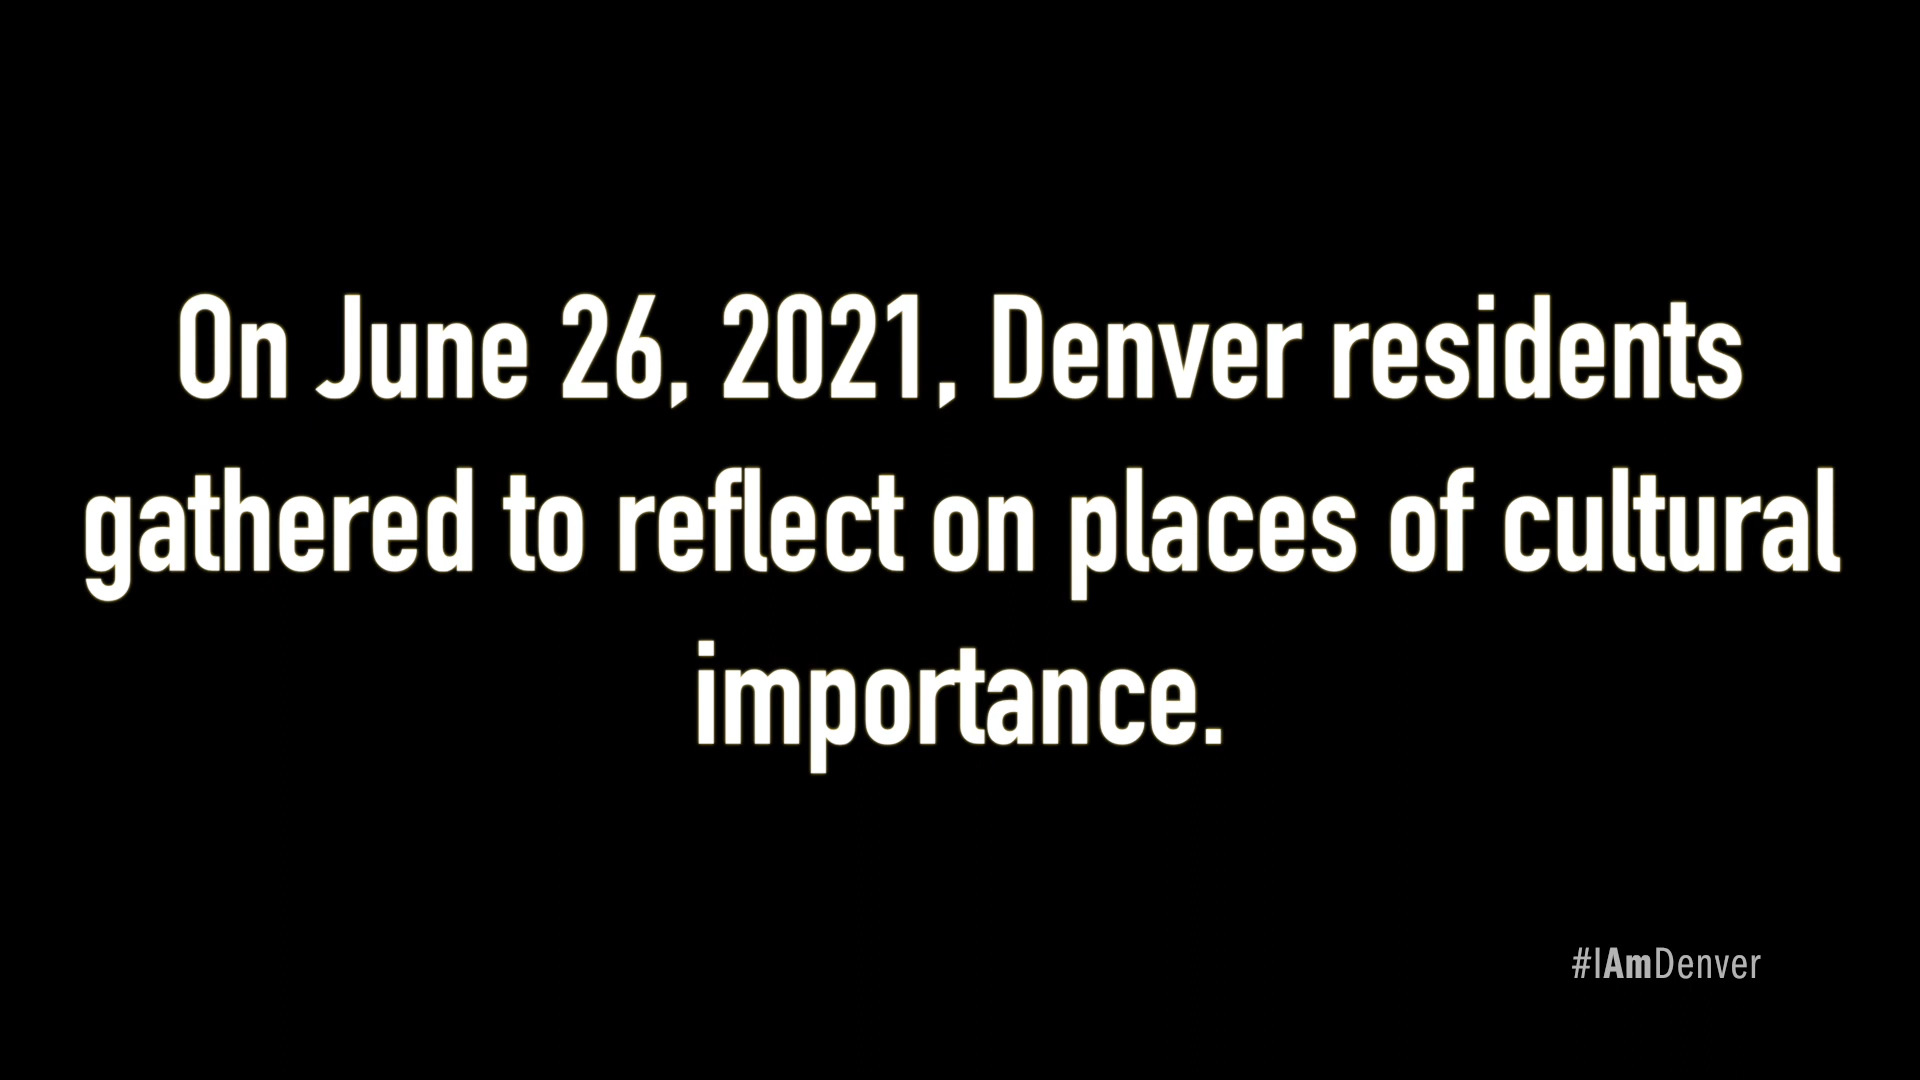 On June 26, 2021, Denver residents
gathered to reflect on places of cultural
importance.
#IAmDenver